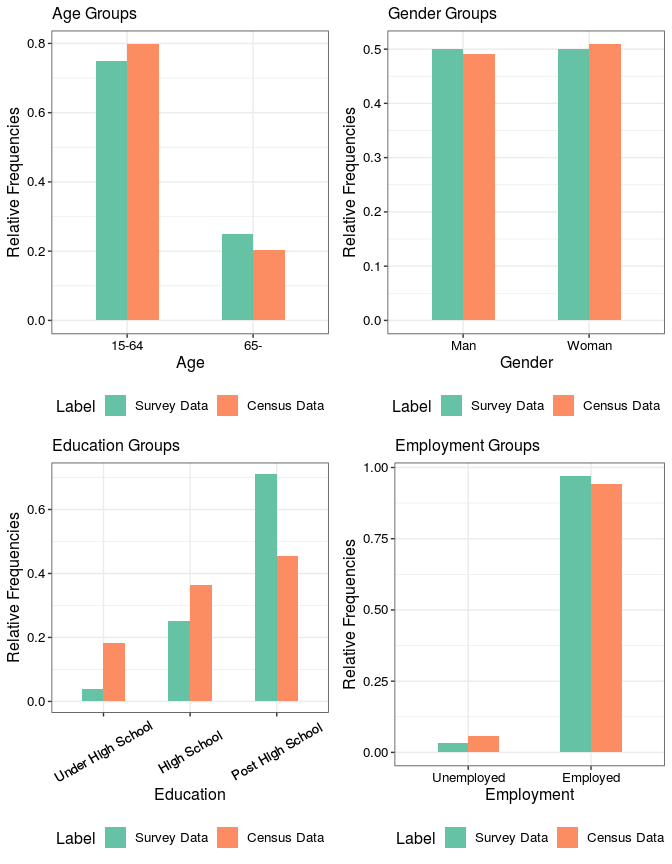 Age Groups
Relative Frequencies
0.8
0.6
0.4
0.2
0.0
15-64
65-
Age
Label
Survey Data
Census Data
Gender Groups
Relative Frequencies
0.5
0.4
0.3
0.2
0.1
0.0
Man
Woman
Gender
Label
Survey Data
Census Data
Education Groups
Relative Frequencies
0.6
0.4
0.2
0.0
Under High School
High School
Post High School
Education
Label
Survey Data
Census Data
Employment Groups
Relative Frequencies
1.00
0.75
0.50
0.25
0.00
Unemployed
Employed
Employment
Label
Survey Data
Census Data